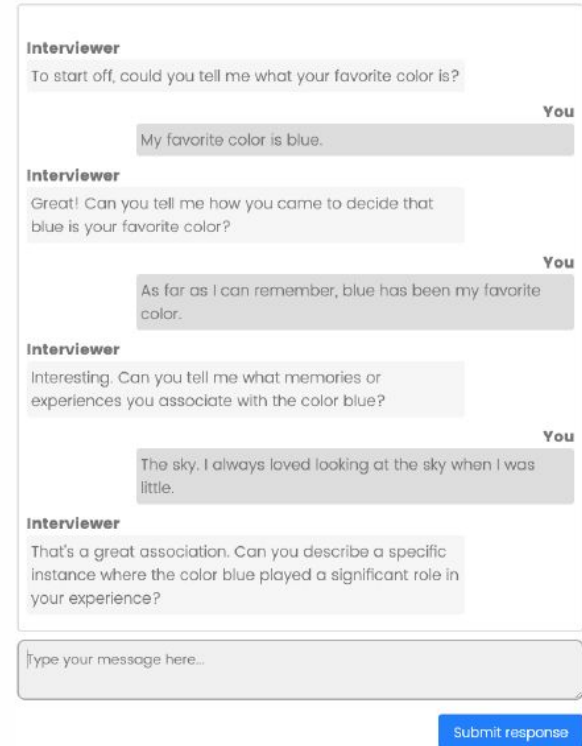 Interviewer
To start off, could you tell me what your favorite color is?
You
My favorite color is blue.
Interviewer
Great! Can you tell me how you came to decide that
blue is your favorite color?
You
As far as I can remember, blue has been my favorite
color.
Interviewer
Interesting. Can you tell me what memories or
experiences you associate with the color blue?
You
The sky. I always loved looking at the sky when I was
little.
Interviewer
That's a great association. Can you describe a specific
instance where the color blue played a significant role in
your experience?
Type your message here...
Submit response